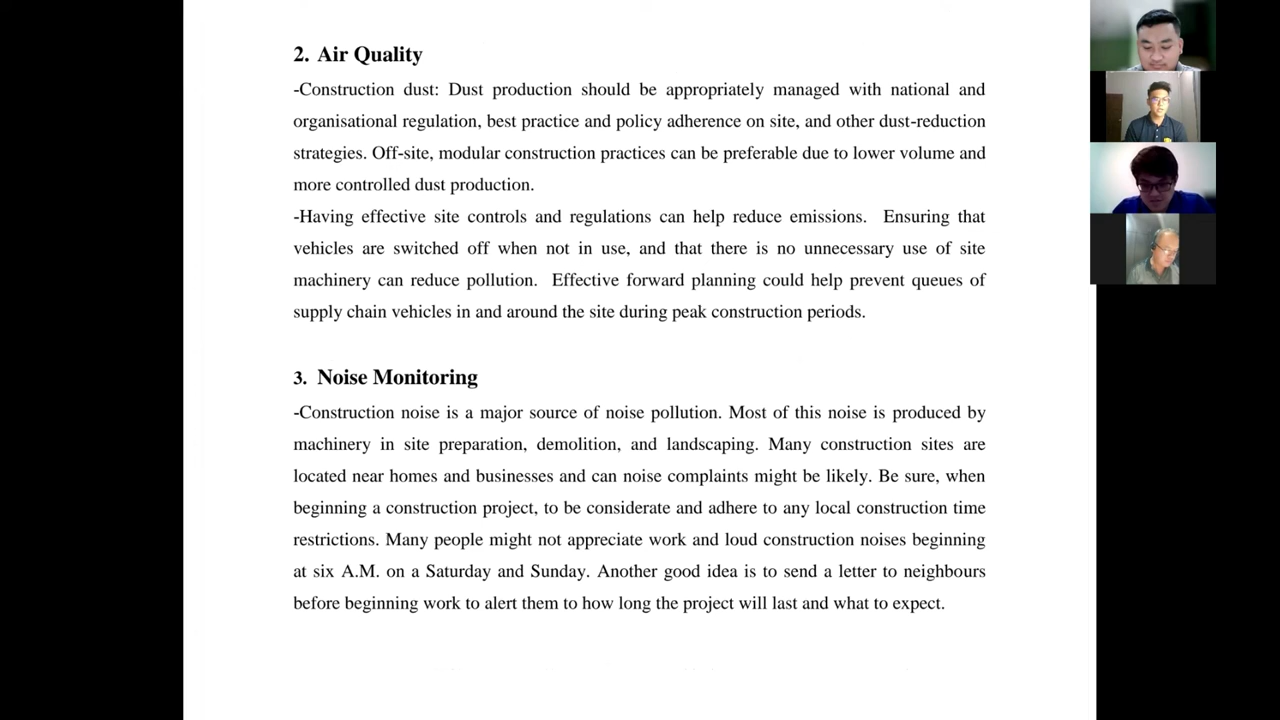 2. Air Quality
-Construction dust: Dust production should be appropriately managed with national and
organisational regulation, best practice and policy adherence on site, and other dust-reduction
strategies. Off-site, modular construction practices can be preferable due to lower volume and
more controlled dust production.
-Having effective site controls and regulations can help reduce emissions. Ensuring that
vehicles are switched off when not in use, and that there is no unnecessary use of site
machinery can reduce pollution. Effective forward planning could help prevent queues of
supply chain vehicles in and around the site during peak construction periods.
3. Noise Monitoring
-Construction noise is a major source of noise pollution. Most of this noise is produced by
machinery in site preparation, demolition, and landscaping. Many construction sites are
located near homes and businesses and can noise complaints might be likely. Be sure, when
beginning a construction project, to be considerate and adhere to any local construction time
restrictions. Many people might not appreciate work and loud construction noises beginning
at six A.M. on a Saturday and Sunday. Another good idea is to send a letter to neighbours
before beginning work to alert them to how long the project will last and what to expect.